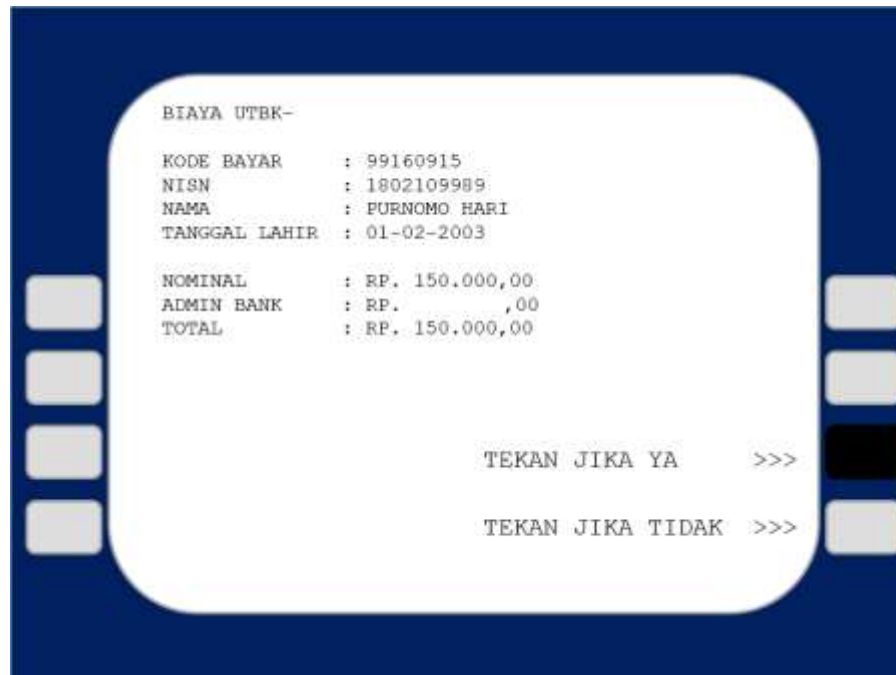 BIAYA UTBK-
KODE BAYAR : 99160915
NISN : 1802109989
NAMA : PURNOMO HARI
TANGGAL LAHIR : 01-02-2003
NOMINAL : RP. 150.000,00
ADMIN BANK : RP. ,00
TOTAL : RP. 150.000,00
TEKAN JIKA YA >>>
TEKAN JIKA TIDAK >>>